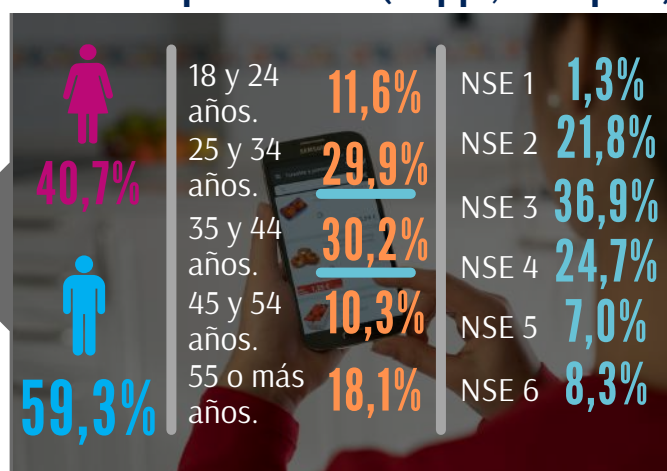 40,7%
59,3%
18 y 24
años.
11,6%
25 y 34
años.
29,9%
35 y 44
años.
30,2%
45 y 54
años.
10,3%
55 o más
años.
18,1%
NSE 1 1,3%
NSE 2 21,8%
NSE 3 36,9%
NSE 4 24,7%
NSE 5 7,0%
NSE 6 8,3%
SAMSUNG